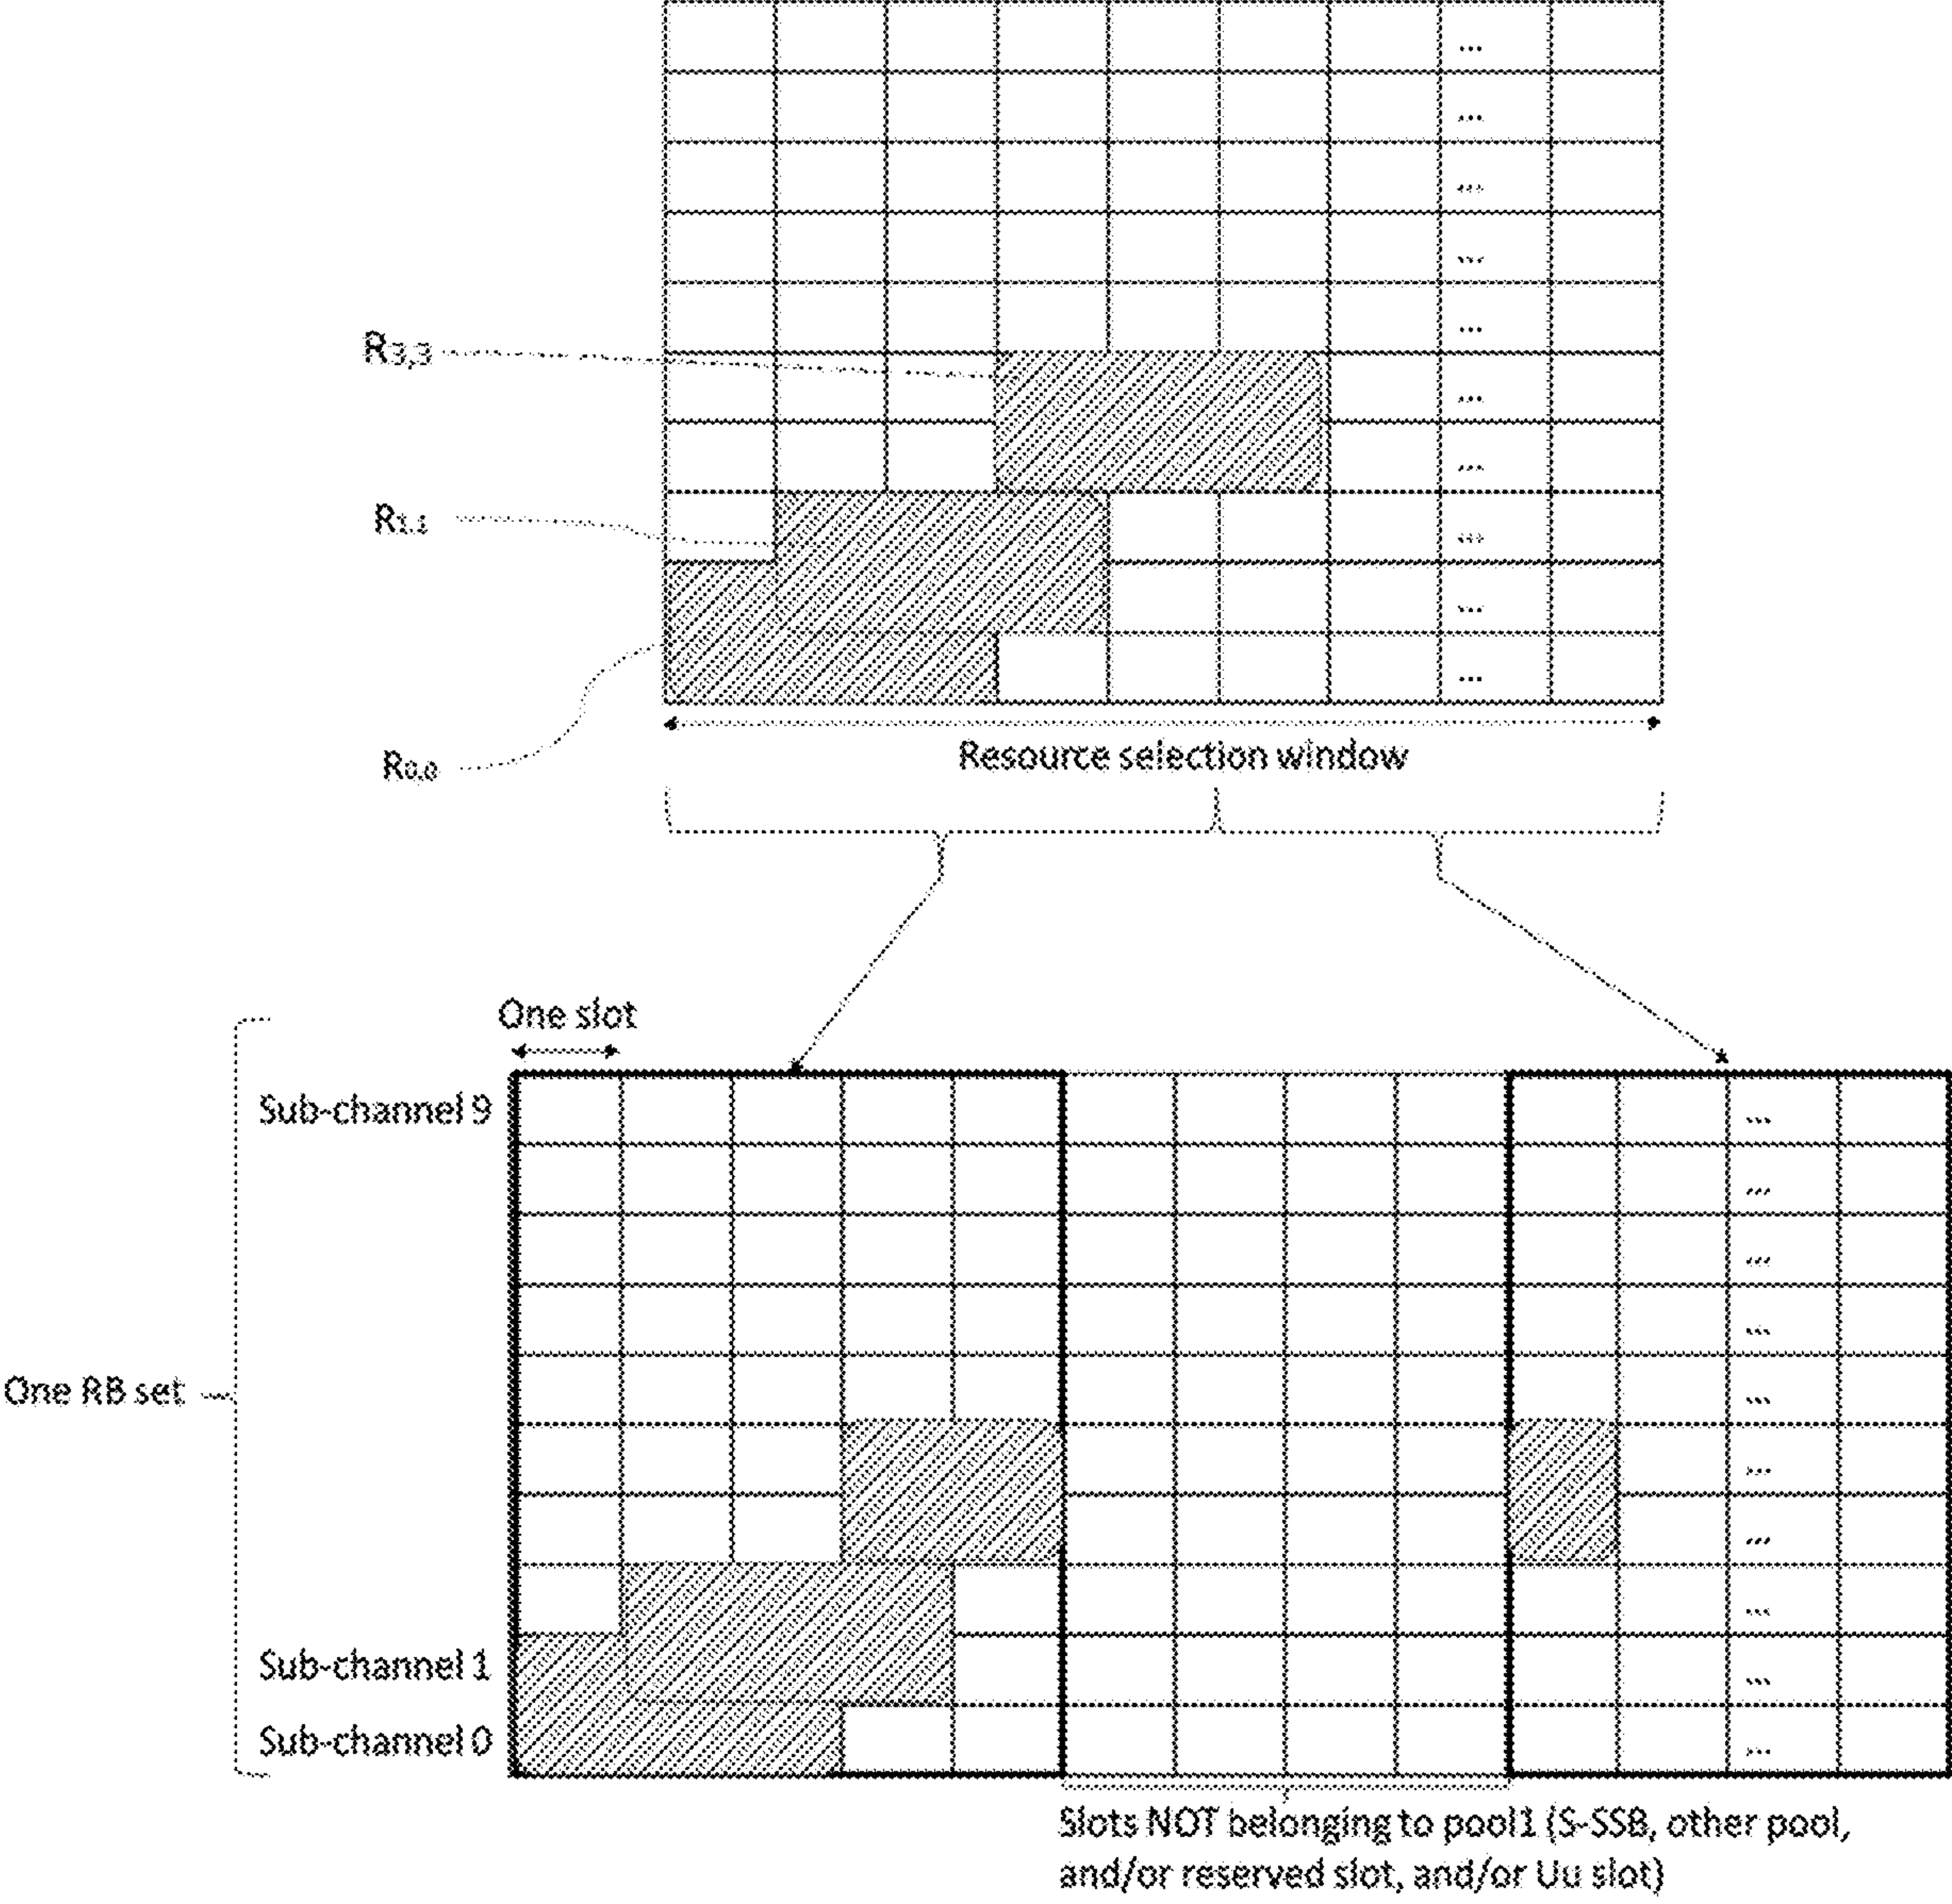 ...
...
...
...
...
R3,3
...
...
R1,1
...
...
...
Resource selection window
R0,0
One slot
Sub-channel 9
...
...
...
...
One RB set
...
...
...
...
Sub-channel 1
...
Sub-channel 0
...
Slots NOT belonging to pool1 (S-SSB, other pool,
and/or reserved slot, and/or Uu slot)